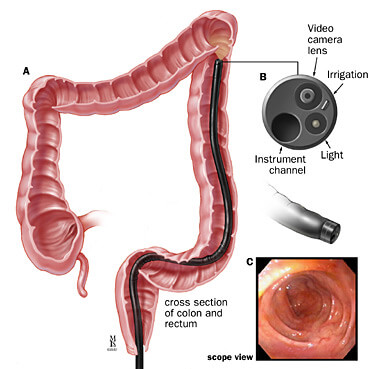 A
B
Video
camera
lens
Irrigation
Instrument
channel
Light
C
cross section
of colon and
rectum
scope view